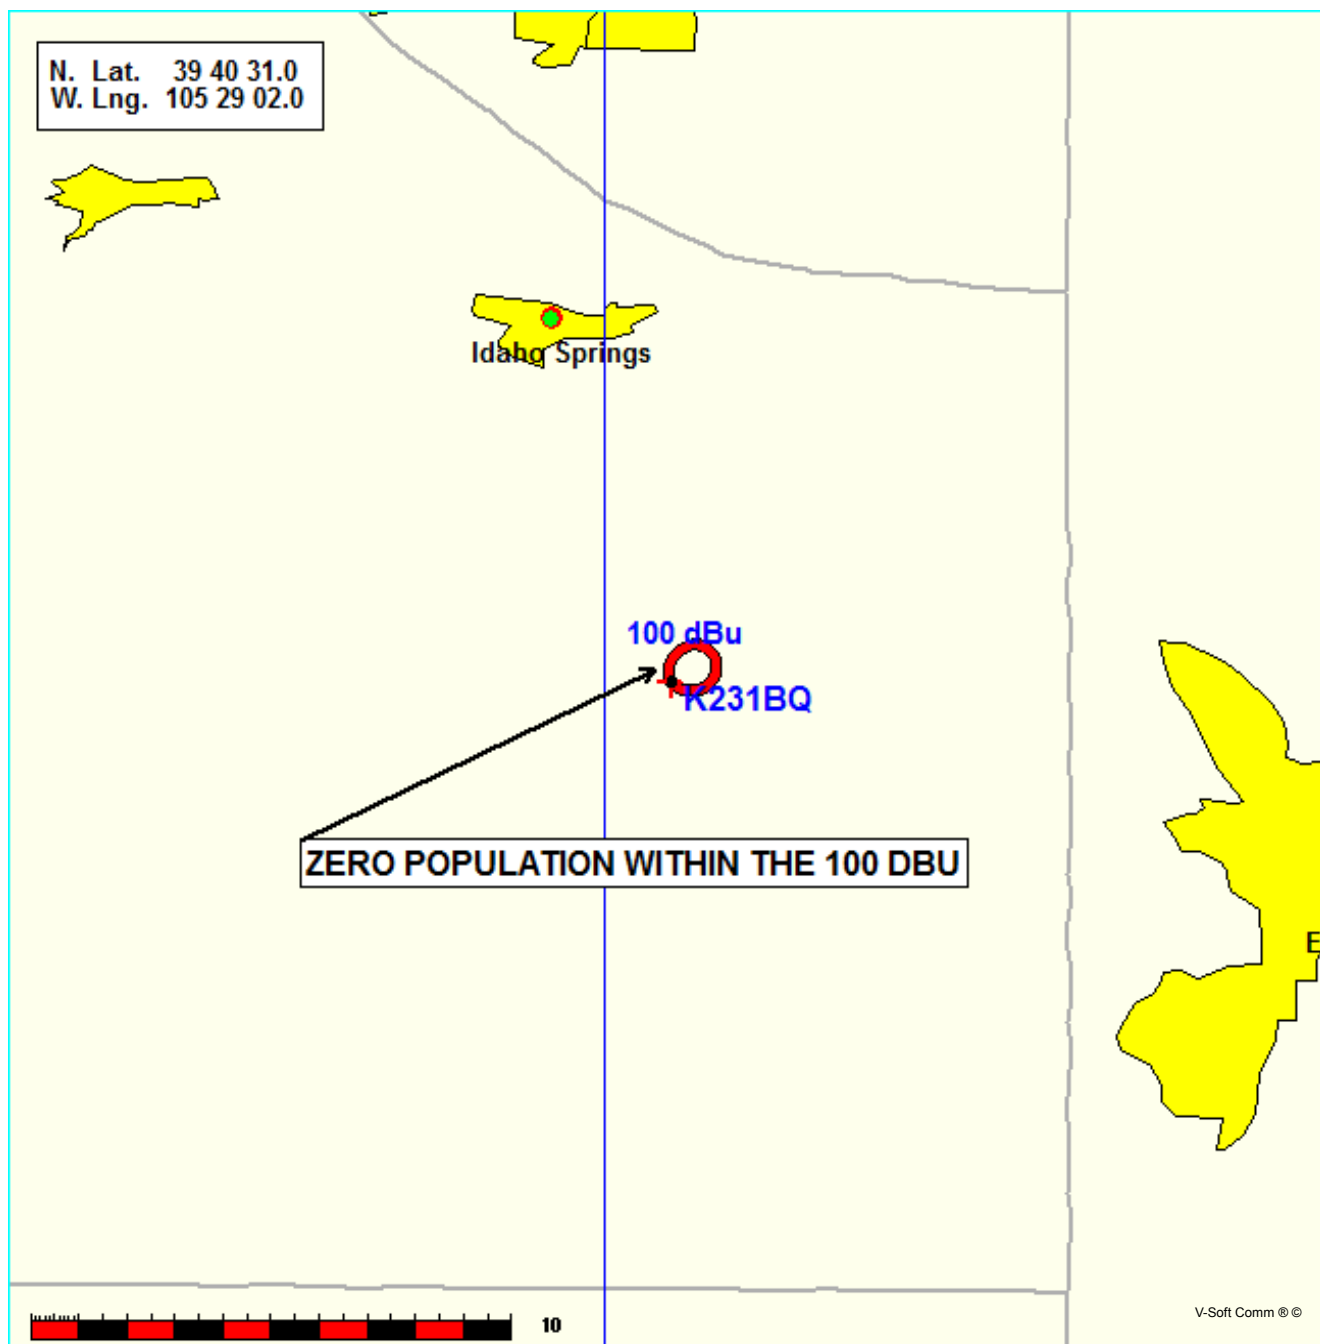 N. Lat. 39 40 31.0
W. Lng. 105 29 02.0
Idaho Springs
100 dBu
K231BQ
ZERO POPULATION WITHIN THE 100 DBU
E
10
V-Soft Comm ® ©